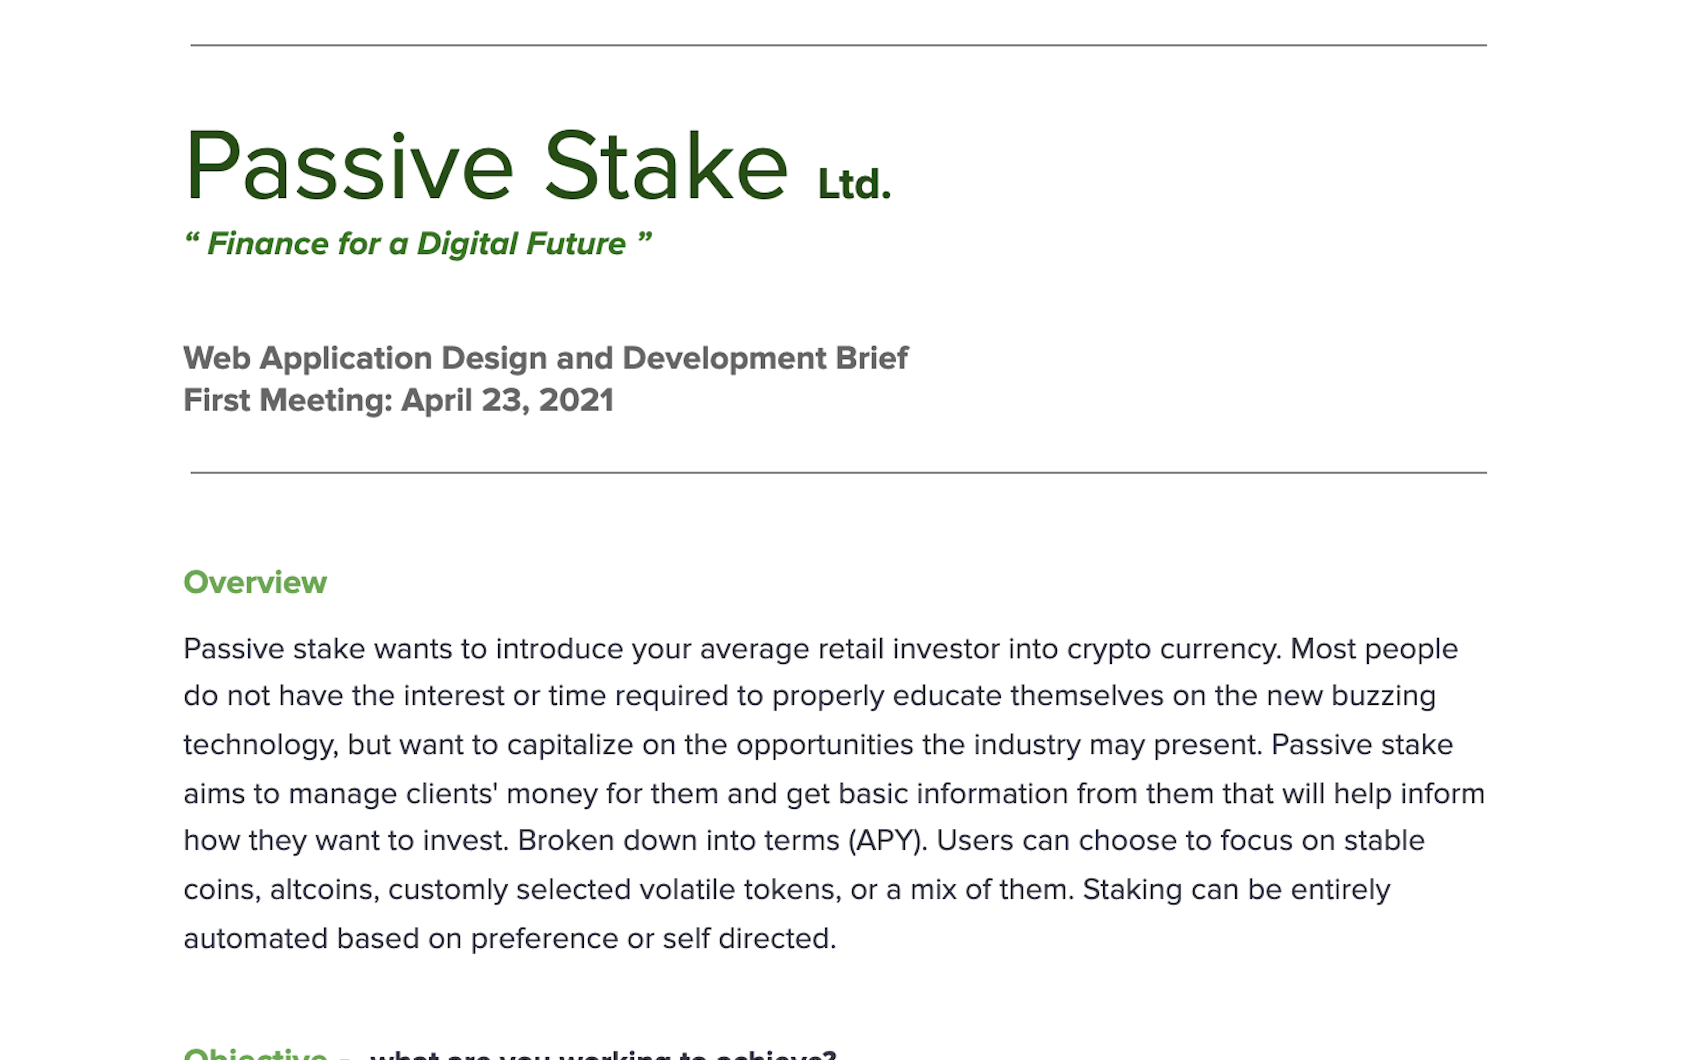 Passive Stake Ltd.
“ Finance for a Digital Future ”
Web Application Design and Development Brief
First Meeting: April 23, 2021
Overview
Passive stake wants to introduce your average retail investor into crypto currency. Most people
do not have the interest or time required to properly educate themselves on the new buzzing
technology, but want to capitalize on the opportunities the industry may present. Passive stake
aims to manage clients' money for them and get basic information from them that will help inform
how they want to invest. Broken down into terms (APY). Users can choose to focus on stable
coins, altcoins, customly selected volatile tokens, or a mix of them. Staking can be entirely
automated based on preference or self directed.
Objective - what are you working to achieve?